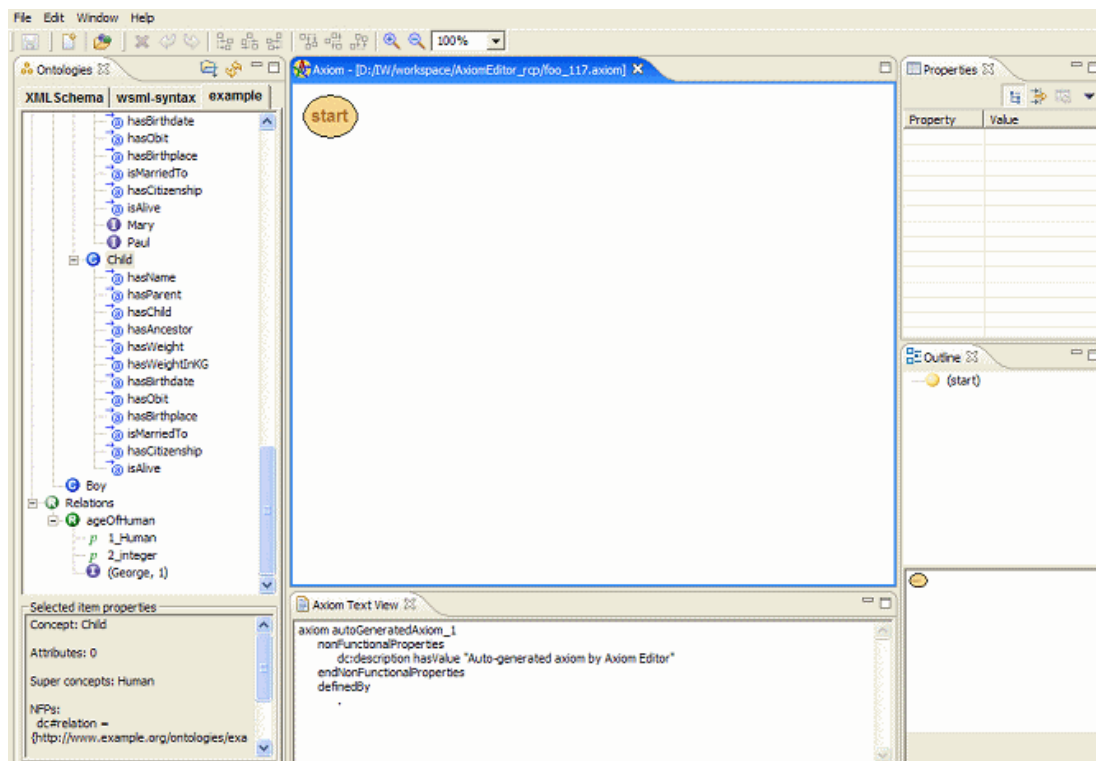 File Edit Window Help
100%
Ontologies
XMLSchema wsml-syntax example
hasBirthdate
hasObit
hasBirthplace
isMarriedTo
hasCitizenship
isAlive
Mary
Paul
Child
hasName
hasParent
hasChild
hasAncestor
hasWeight
hasWeightInKG
hasBirthdate
hasObit
hasBirthplace
isMarriedTo
hasCitizenship
isAlive
Boy
Relations
ageOfHuman
p 1_Human
p 2_integer
(George, 1)
Selected item properties
Concept: Child
Attributes: 0
Super concepts: Human
NFPs:
dc#relation =
{http://www.example.org/ontologies/exa
Axiom - [D:/IW/workspace/AxiomEditor_rcp/foo_117.axiom]
start
Axiom Text View
axiom autoGeneratedAxiom_1
nonFunctionalProperties
dc:description hasValue "Auto-generated axiom by Axiom Editor"
endNonFunctionalProperties
definedBy
.
Properties
Property Value
Outline
(start)